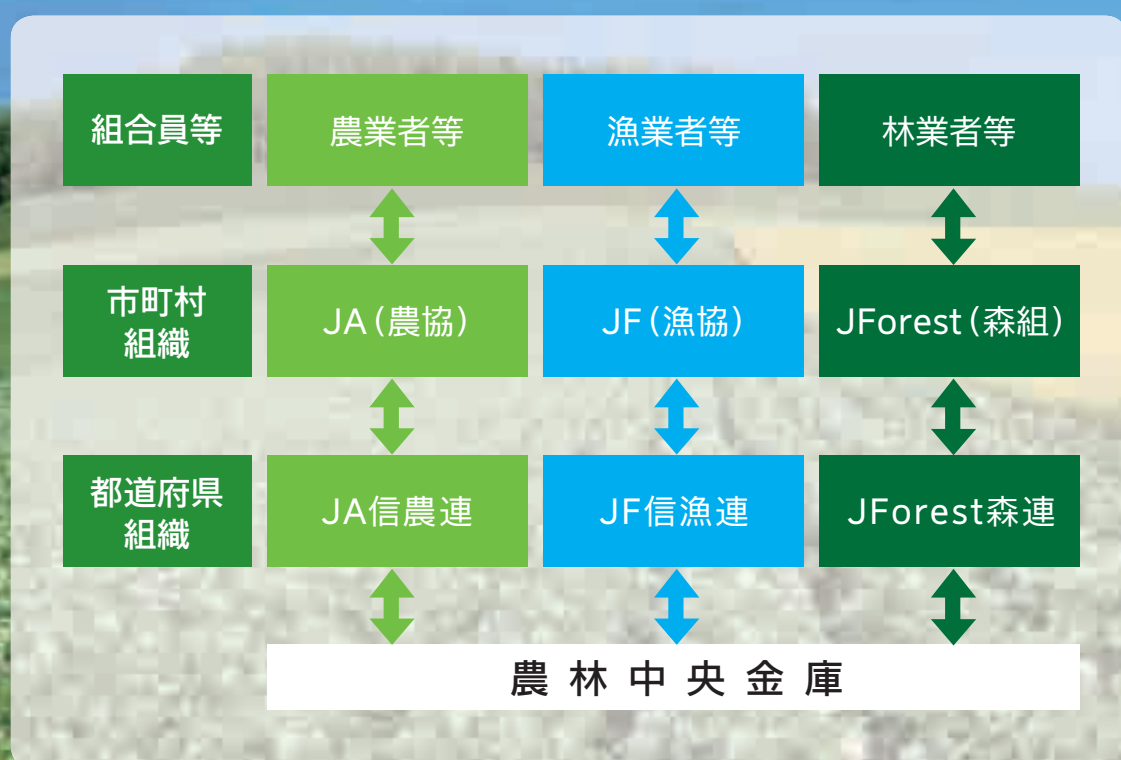 組合員等
農業者等
漁業者等
林業者等
市町村
組織
JA(農協)
JF(漁協)
JForest(森組)
都道府県
組織
JA信農連
JF信漁連
JForest森連
農林中央金庫